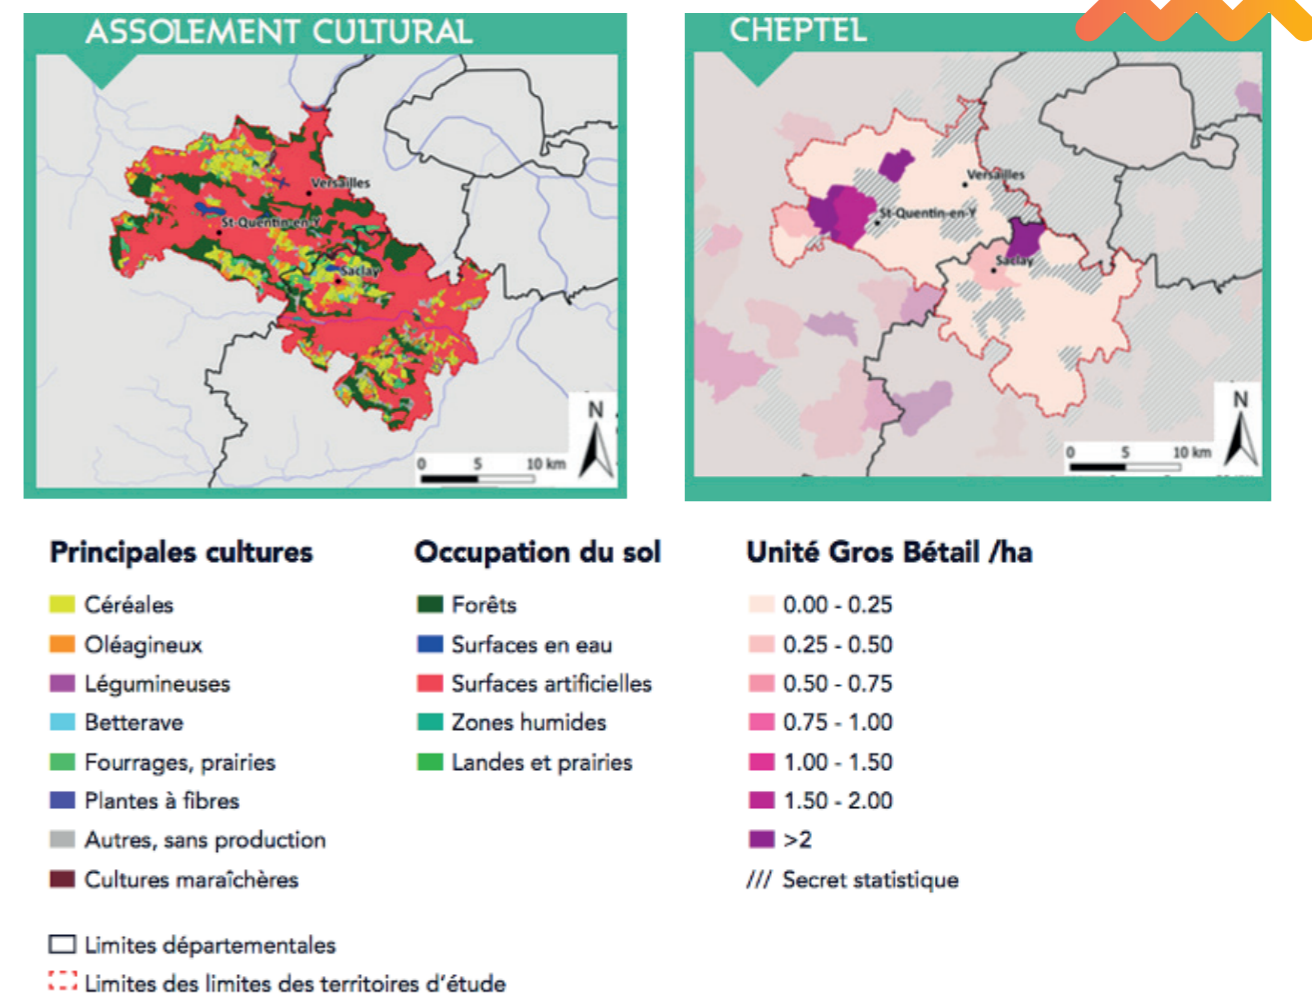 ASSOLEMENT CULTURAL
Versailles
St-Quentin-en-Y
Saclay
N
0 5 10 km
CHEPTEL
Versailles
St-Quentin-en-Y
Saclay
N
0 5 10 km
Principales cultures
Céréales
Oléagineux
Légumineuses
Betterave
Fourrages, prairies
Plantes à fibres
Autres, sans production
Cultures maraîchères
Limites départementales
Limites des limites des territoires d'étude
Occupation du sol
Forêts
Surfaces en eau
Surfaces artificielles
Zones humides
Landes et prairies
Unité Gros Bétail /ha
0.00 - 0.25
0.25 - 0.50
0.50 - 0.75
0.75 - 1.00
1.00 - 1.50
1.50 - 2.00
>2
/// Secret statistique